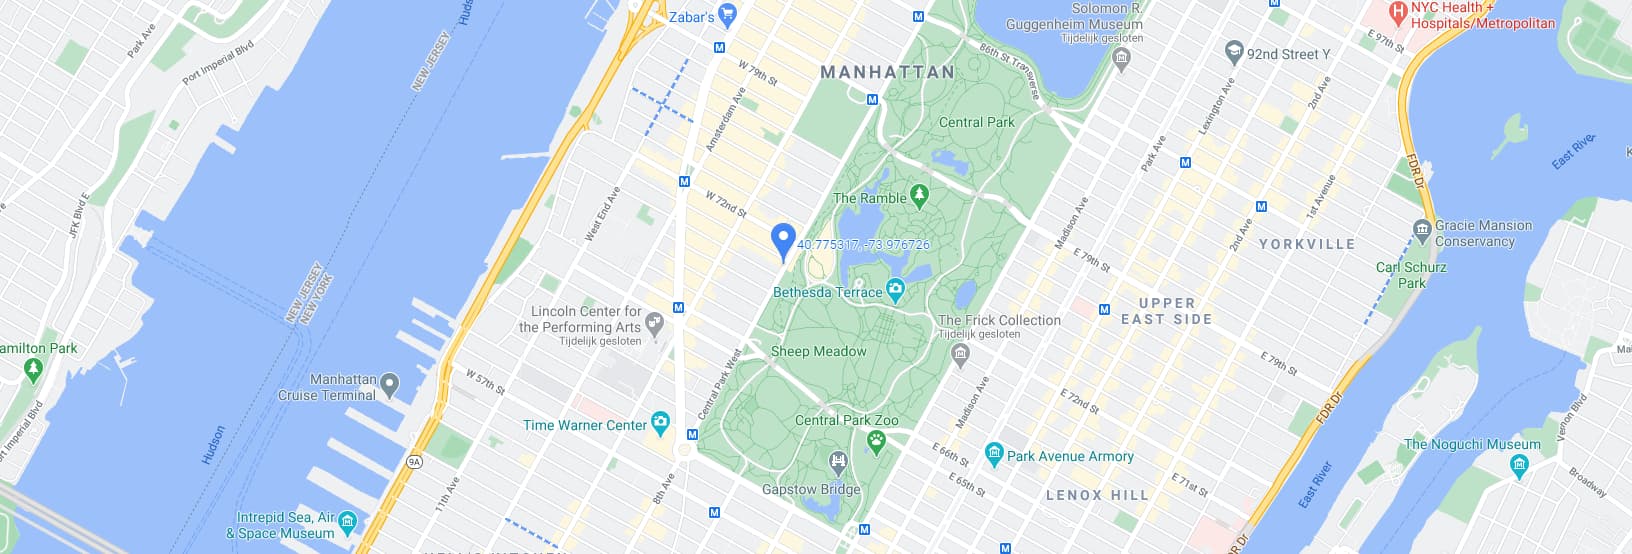 Zabar's
Hudson
Park Ave
Port Imperial Blvd
NEW JERSEY
Solomon R.
Guggenheim Museum
Tijdelijk gesloten
NYC Health +
Hospitals/Metropolitan
E 97th St
92nd Street Y
86th St Transverse
MANHATTAN
W 79th St
Amsterdam Ave
Central Park
Lexington Ave
2nd Ave
Park Ave
East River
FDR Dr
JFK Blvd E
West End Ave
W 72nd St
The Ramble
Madison Ave
1st Avenue
2nd Ave
40.775317, -73.976726
E 79th St
YORKVILLE
Gracie Mansion
Conservancy
Carl Schurz
Park
NEW JERSEY
NEW YORK
Bethesda Terrace
UPPER
EAST SIDE
Lincoln Center for
the Performing Arts
Tijdelijk gesloten
The Frick Collection
Tijdelijk gesloten
Sheep Meadow
amilton Park
Manhattan
Cruise Terminal
W 57th St
Central Park West
E 79th St
Madison Ave
E 72nd St
FDR Dr
Port Imperial Blvd
Hudson
Time Warner Center
Central Park Zoo
Vernon Blvd
The Noguchi Museum
Broadway
9A
E 66th St
Park Avenue Armory
E 65th St
E 71st St
11th Ave
8th Ave
Gapstow Bridge
LENOX HILL
East River
Intrepid Sea, Air
& Space Museum